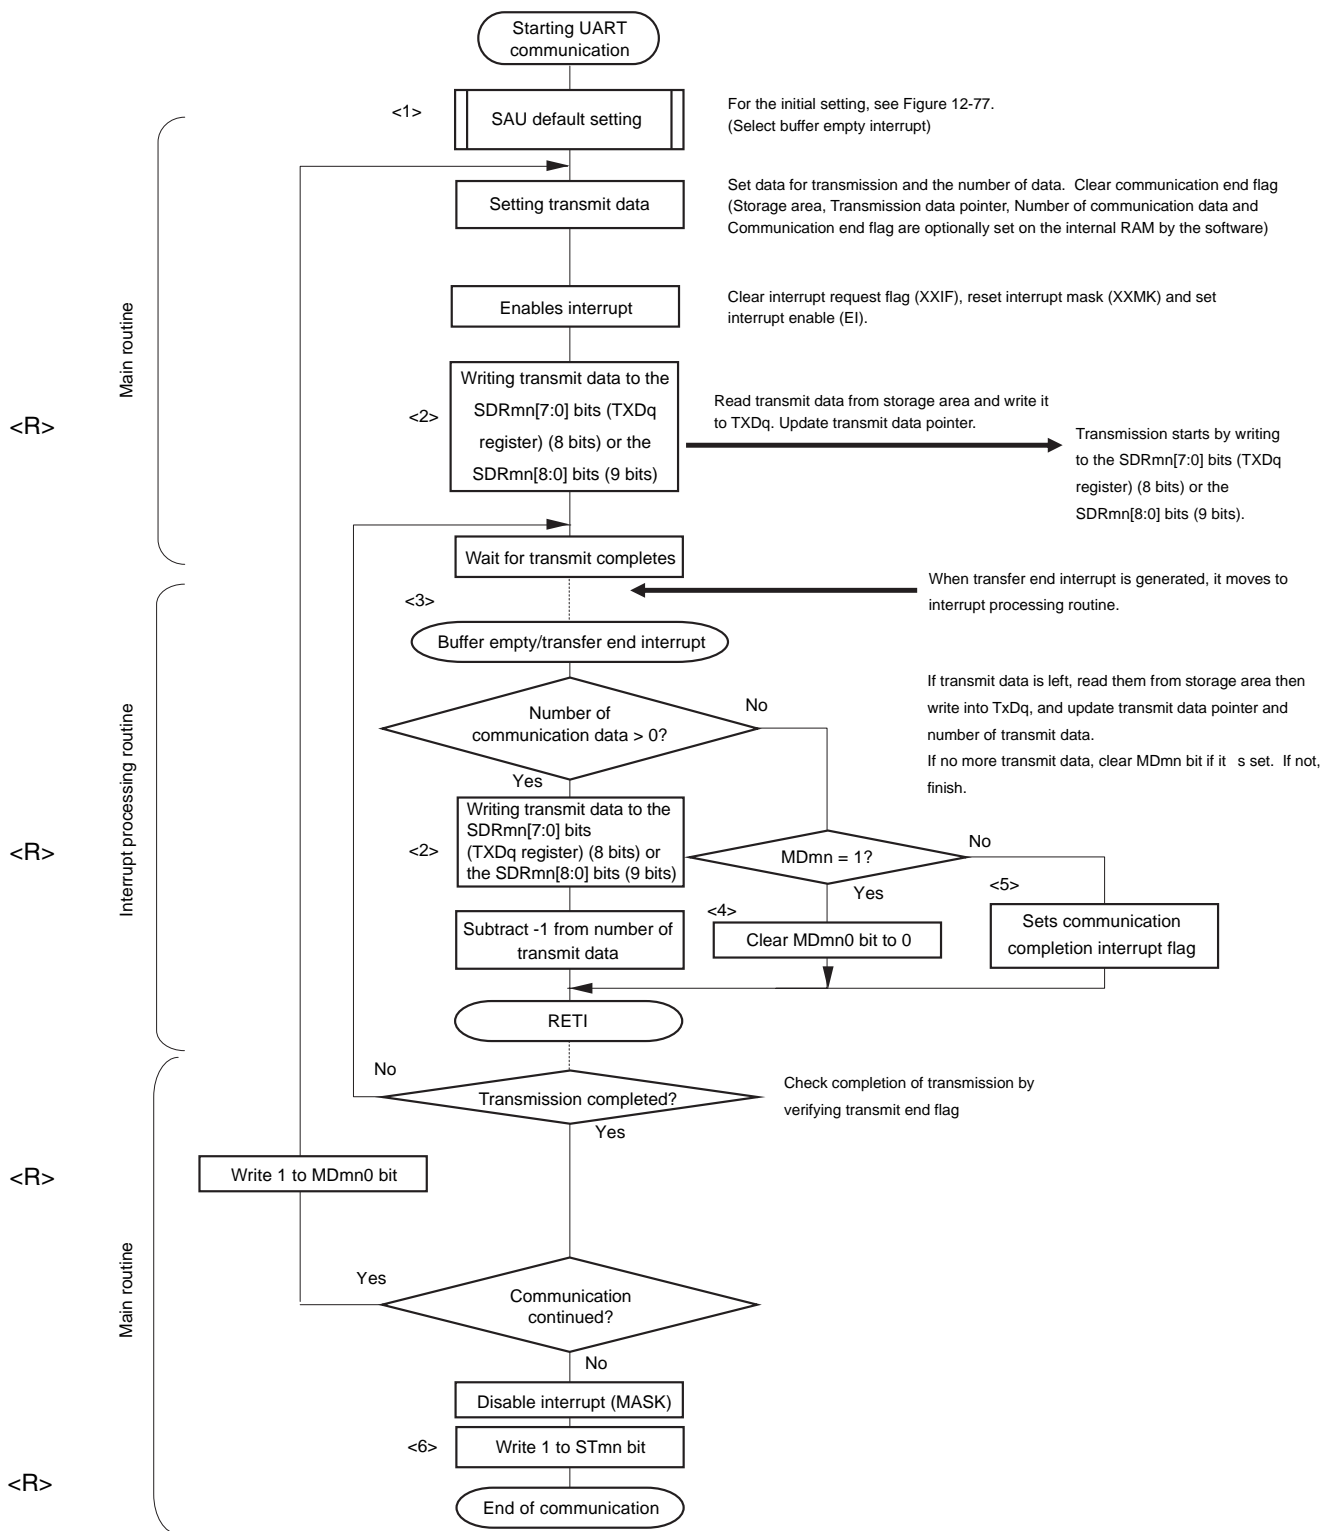 Starting UART
communication
<1>
SAU default setting
For the initial setting, see Figure 12-77.
(Select buffer empty interrupt)
Setting transmit data
Set data for transmission and the number of data.  Clear communication end flag
(Storage area, Transmission data pointer, Number of communication data and
Communication end flag are optionally set on the internal RAM by the software)
Enables interrupt
Clear interrupt request flag (XXIF), reset interrupt mask (XXMK) and set
interrupt enable (EI).
Main routine
<R>
<2>
Writing transmit data to the
SDRmn[7:0] bits (TXDq
register) (8 bits) or the
SDRmn[8:0] bits (9 bits)
Read transmit data from storage area and write it
to TXDq. Update transmit data pointer.
Transmission starts by writing
to the SDRmn[7:0] bits (TXDq
register) (8 bits) or the
SDRmn[8:0] bits (9 bits).
Wait for transmit completes
When transfer end interrupt is generated, it moves to
interrupt processing routine.
<3>
Buffer empty/transfer end interrupt
If transmit data is left, read them from storage area then
write into TxDq, and update transmit data pointer and
number of transmit data.
If no more transmit data, clear MDmn bit if it  s set.  If not,
finish.
Number of
communication data > 0?
No
Yes
Interrupt processing routine
<R>
<2>
Writing transmit data to the
SDRmn[7:0] bits
(TXDq register) (8 bits) or
the SDRmn[8:0] bits (9 bits)
MDmn = 1?
No
Yes
<4>
<5>
Subtract -1 from number of
transmit data
Clear MDmn0 bit to 0
Sets communication
completion interrupt flag
RETI
No
Transmission completed?
Yes
Check completion of transmission by
verifying transmit end flag
<R>
Write 1 to MDmn0 bit
Main routine
Yes
Communication
continued?
No
Disable interrupt (MASK)
<6>
Write 1 to STmn bit
<R>
End of communication